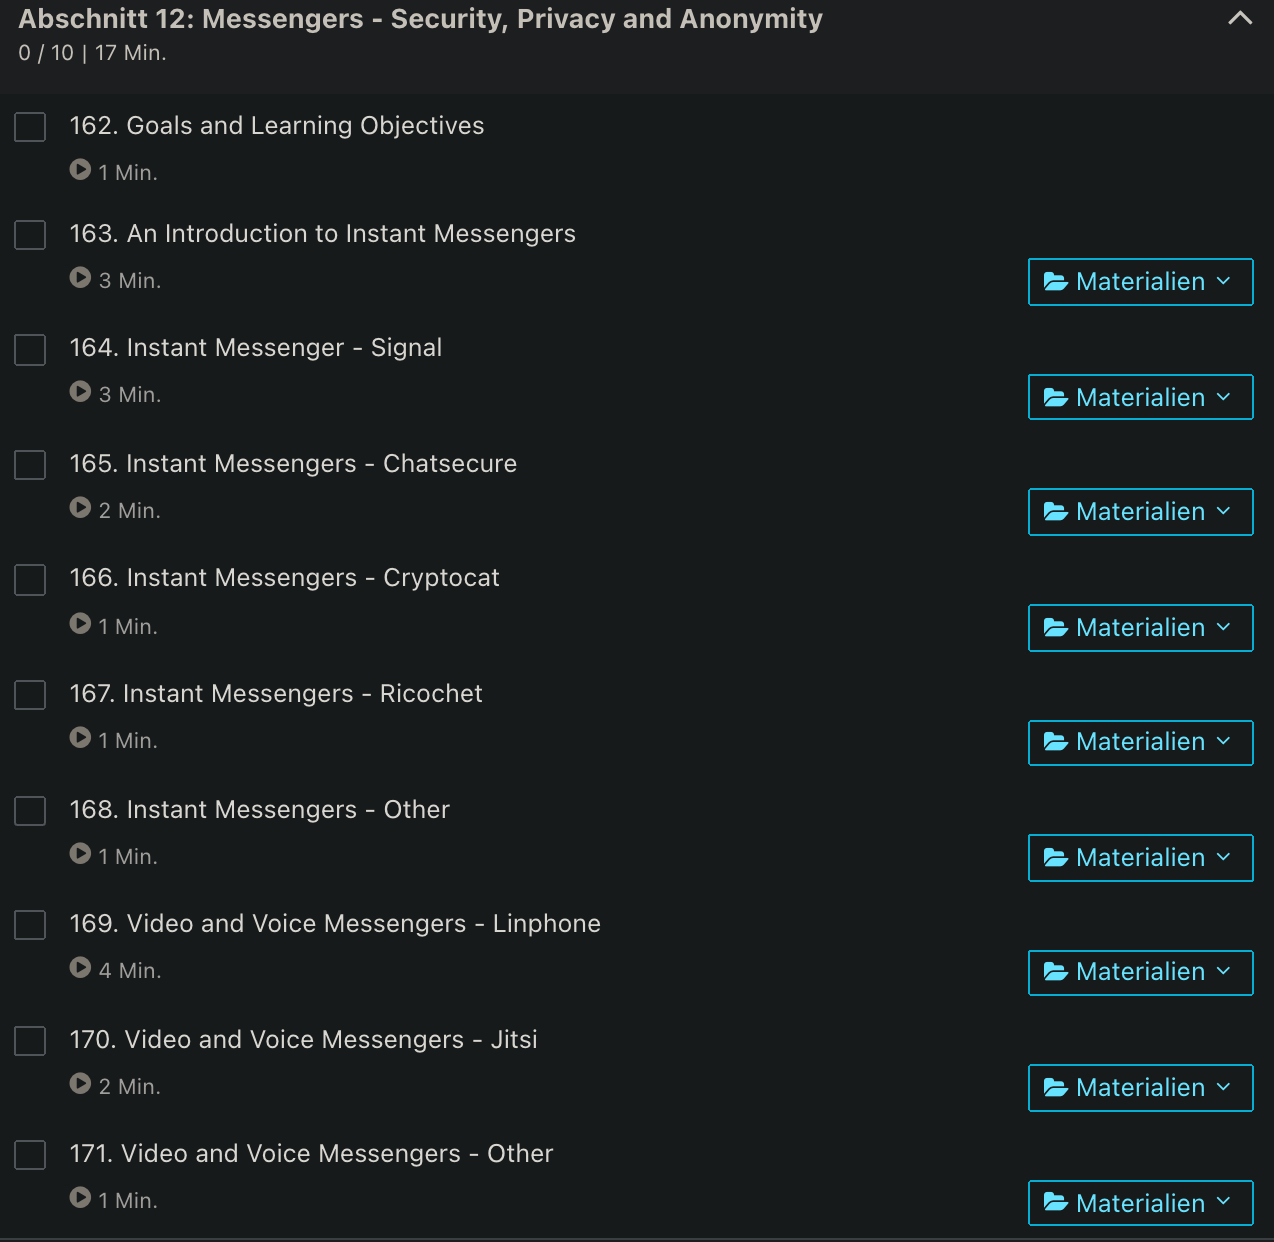 Abschnitt 12: Messengers - Security, Privacy and Anonymity
0 / 10 | 17 Min.
162. Goals and Learning Objectives
1 Min.
163. An Introduction to Instant Messengers
3 Min.
Materialien
164. Instant Messenger - Signal
3 Min.
Materialien
165. Instant Messengers - Chatsecure
2 Min.
Materialien
166. Instant Messengers - Cryptocat
1 Min.
Materialien
167. Instant Messengers - Ricochet
1 Min.
Materialien
168. Instant Messengers - Other
1 Min.
Materialien
169. Video and Voice Messengers - Linphone
4 Min.
Materialien
170. Video and Voice Messengers - Jitsi
2 Min.
Materialien
171. Video and Voice Messengers - Other
1 Min.
Materialien